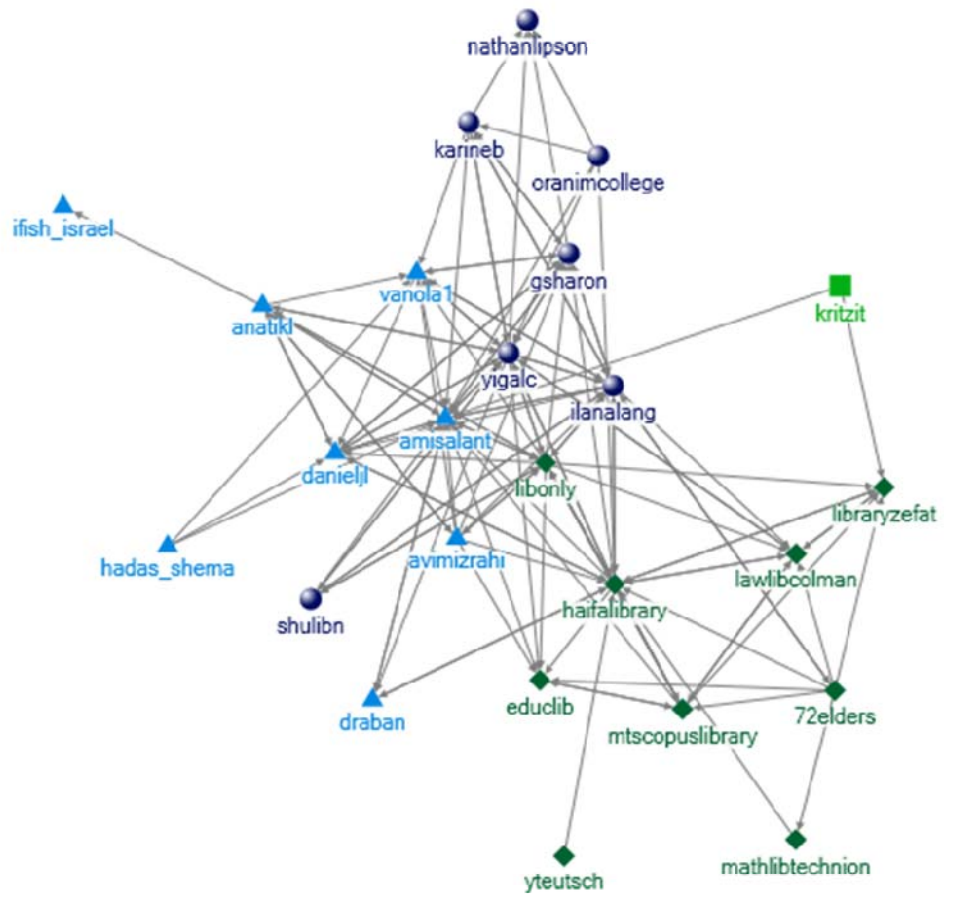 nathanlipson
karineb
oranimcollege
ifish_israel
gsharon
vanola1
kritzit
anatikl
yigalc
ilanalang
amisalant
danieljl
libonly
libraryzefat
avimizrahi
hadas_shema
lawlibcolman
haifalibrary
shulibn
educlib
72elders
draban
mtscopuslibrary
mathlibtechnion
yteutsch